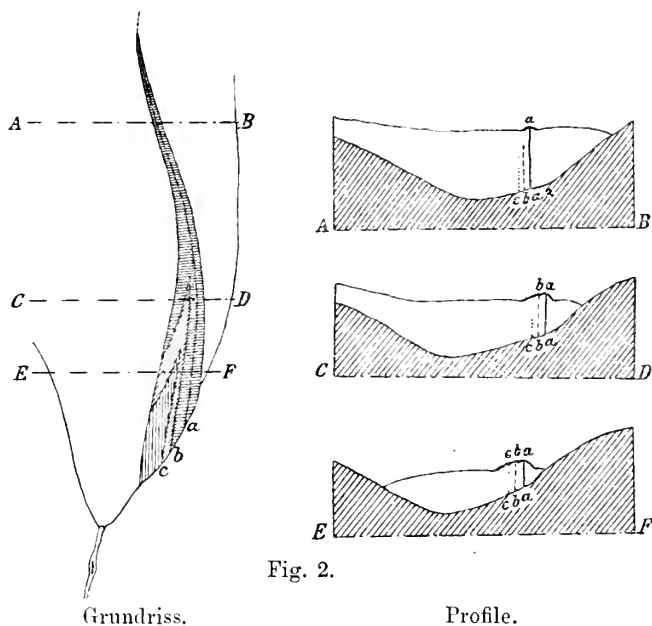 A B
C D
E F
a
b
c
a
c b a
A B
b a
c b a
C D
c b a
c b a
E F
Fig. 2.
Grundriss. Profile.